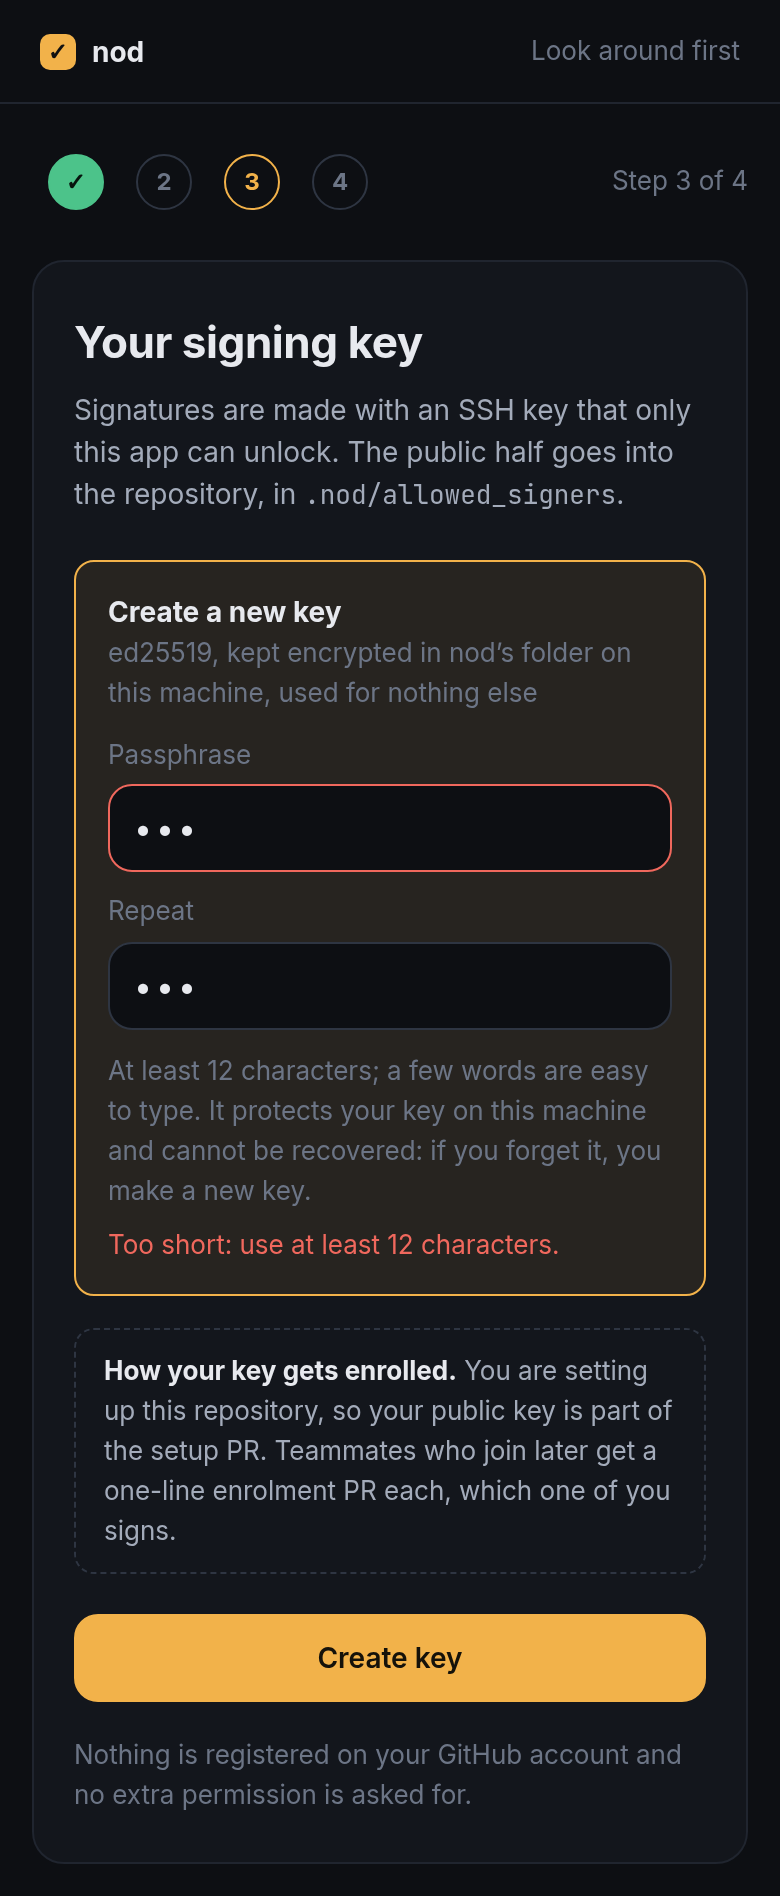 ✓ nod
Look around first
✓ 2 3 4
Step 3 of 4
Your signing key
Signatures are made with an SSH key that only
this app can unlock. The public half goes into
the repository, in .nod/allowed_signers.
Create a new key
ed25519, kept encrypted in nod’s folder on
this machine, used for nothing else
Passphrase
•••
Repeat
•••
At least 12 characters; a few words are easy
to type. It protects your key on this machine
and cannot be recovered: if you forget it, you
make a new key.
Too short: use at least 12 characters.
How your key gets enrolled. You are setting
up this repository, so your public key is part of
the setup PR. Teammates who join later get a
one-line enrolment PR each, which one of you
signs.
Create key
Nothing is registered on your GitHub account and
no extra permission is asked for.